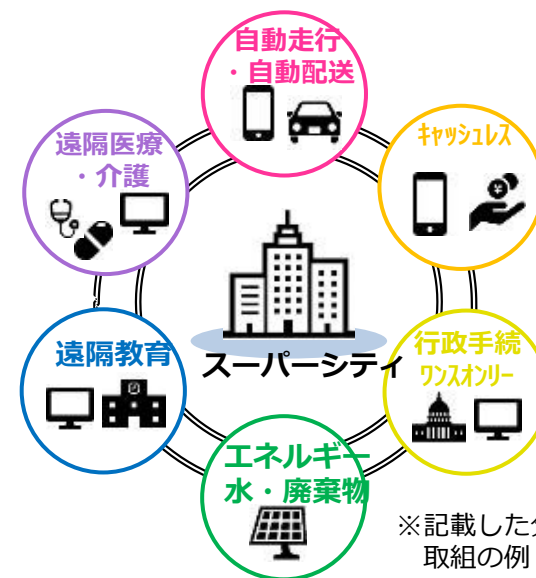 自動走行
・自動配送
遠隔医療
・介護
ｷｬｯｼｭﾚｽ
スーパーシティ
遠隔教育
行政手続
ﾜﾝｽｵﾝﾘｰ
エネルギー
水・廃棄物
※記載した
取組の例